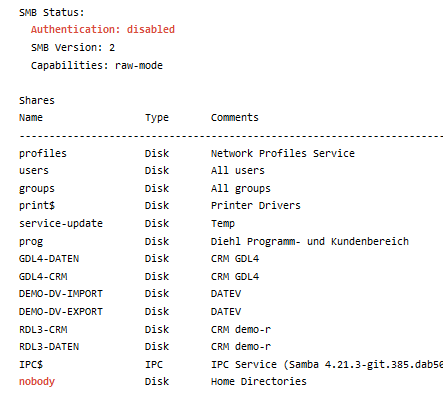 SMB Status:
Authentication: disabled
SMB Version: 2
Capabilities: raw-mode
Shares
Name Type Comments
profiles Disk Network Profiles Service
users Disk All users
groups Disk All groups
print$ Disk Printer Drivers
service-update Disk Temp
prog Disk Diehl Programm- und Kundenbereich
GDL4-DATEN Disk CRM GDL4
GDL4-CRM Disk CRM GDL4
DEMO-DV-IMPORT Disk DATEV
DEMO-DV-EXPORT Disk DATEV
RDL3-CRM Disk CRM demo-r
RDL3-DATEN Disk CRM demo-r
IPC$ IPC IPC Service (Samba 4.21.3-git.385.dab50
nobody Disk Home Directories